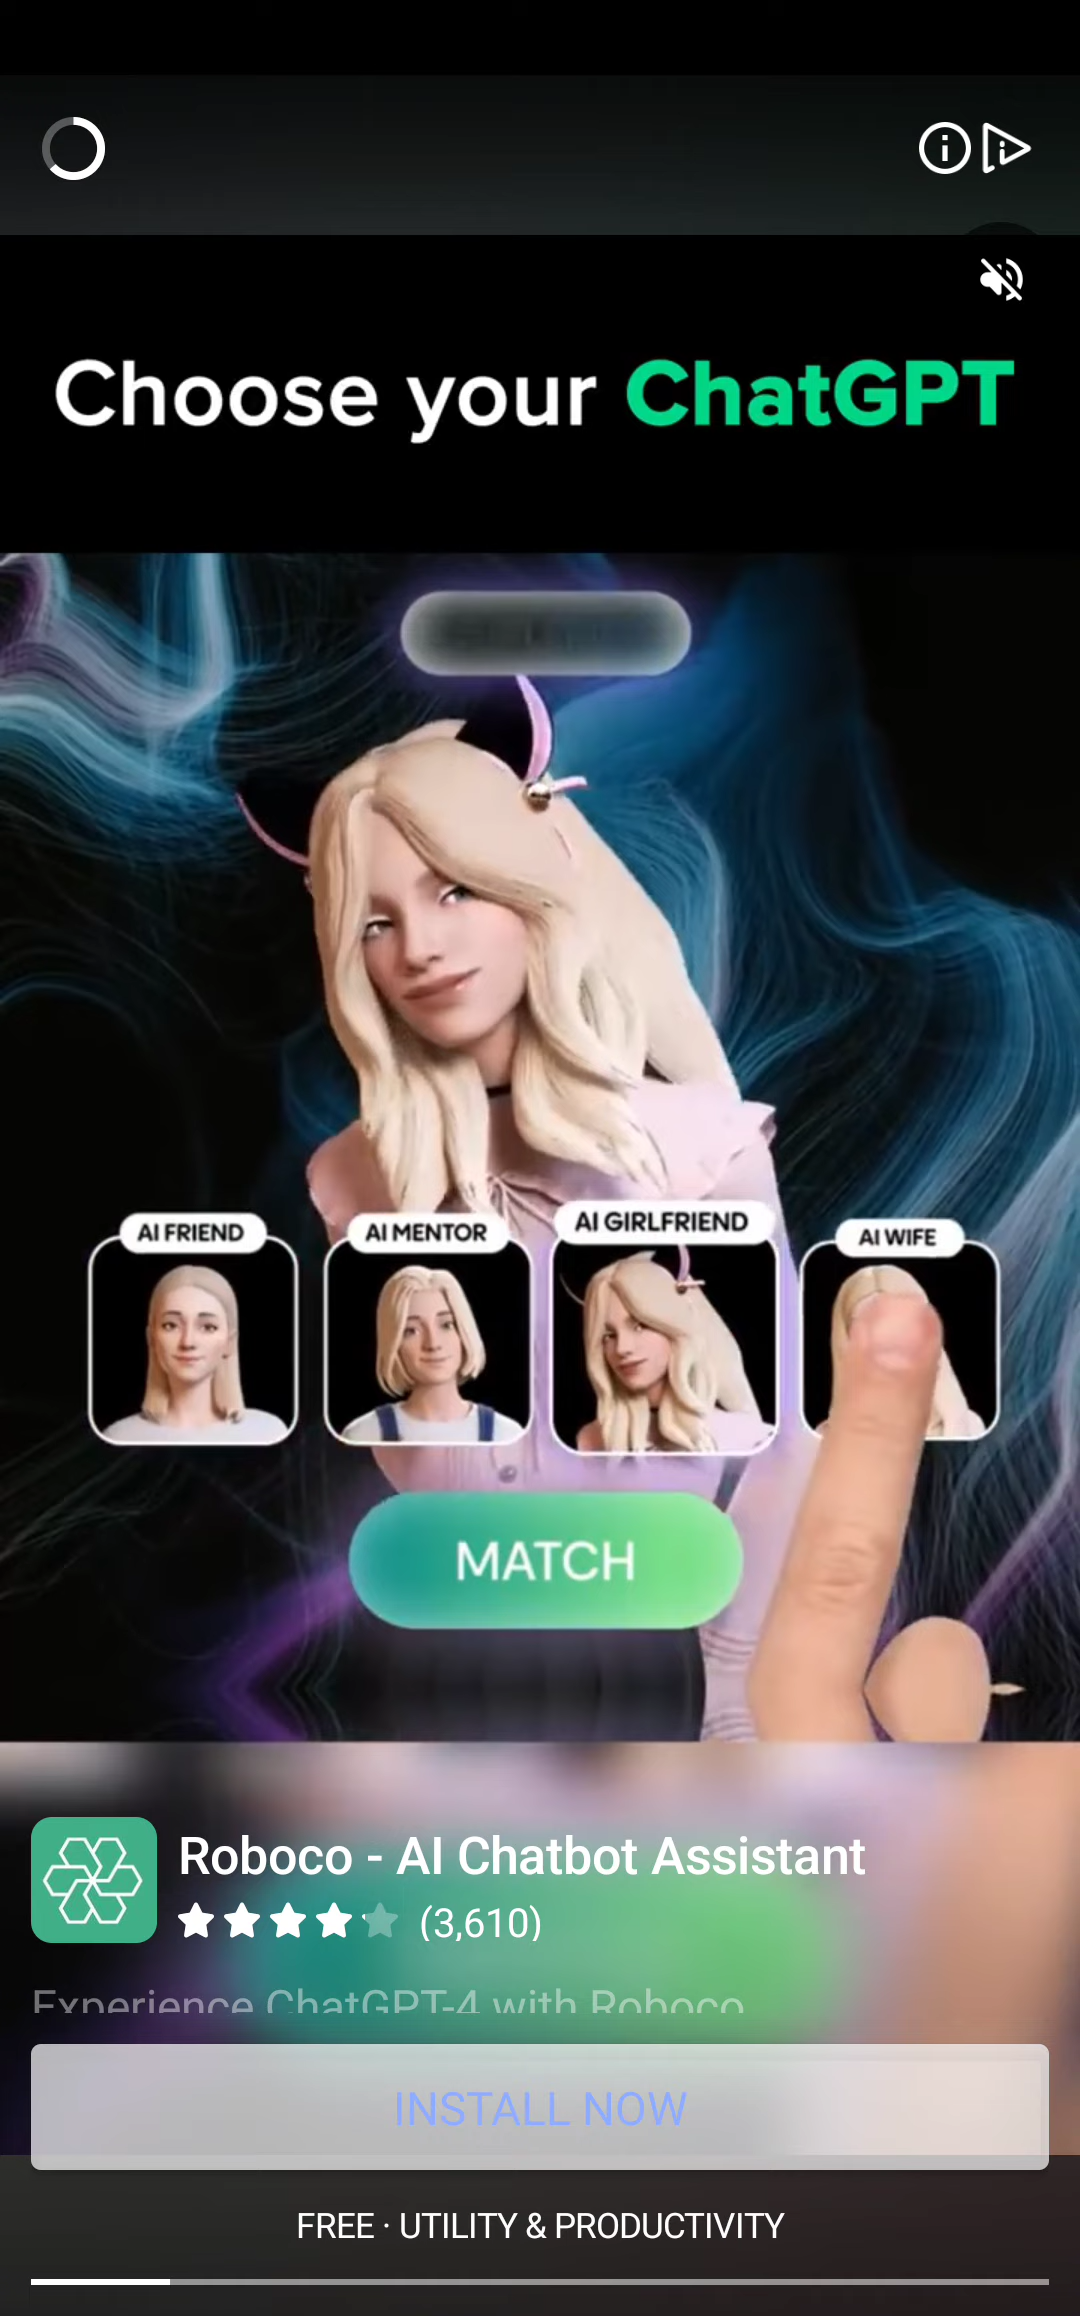 Choose your ChatGPT
AI FRIEND
AI MENTOR
AI GIRLFRIEND
AI WIFE
MATCH
Roboco - AI Chatbot Assistant
(3,610)
Experience ChatGPT-4 with Roboco
INSTALL NOW
FREE · UTILITY & PRODUCTIVITY